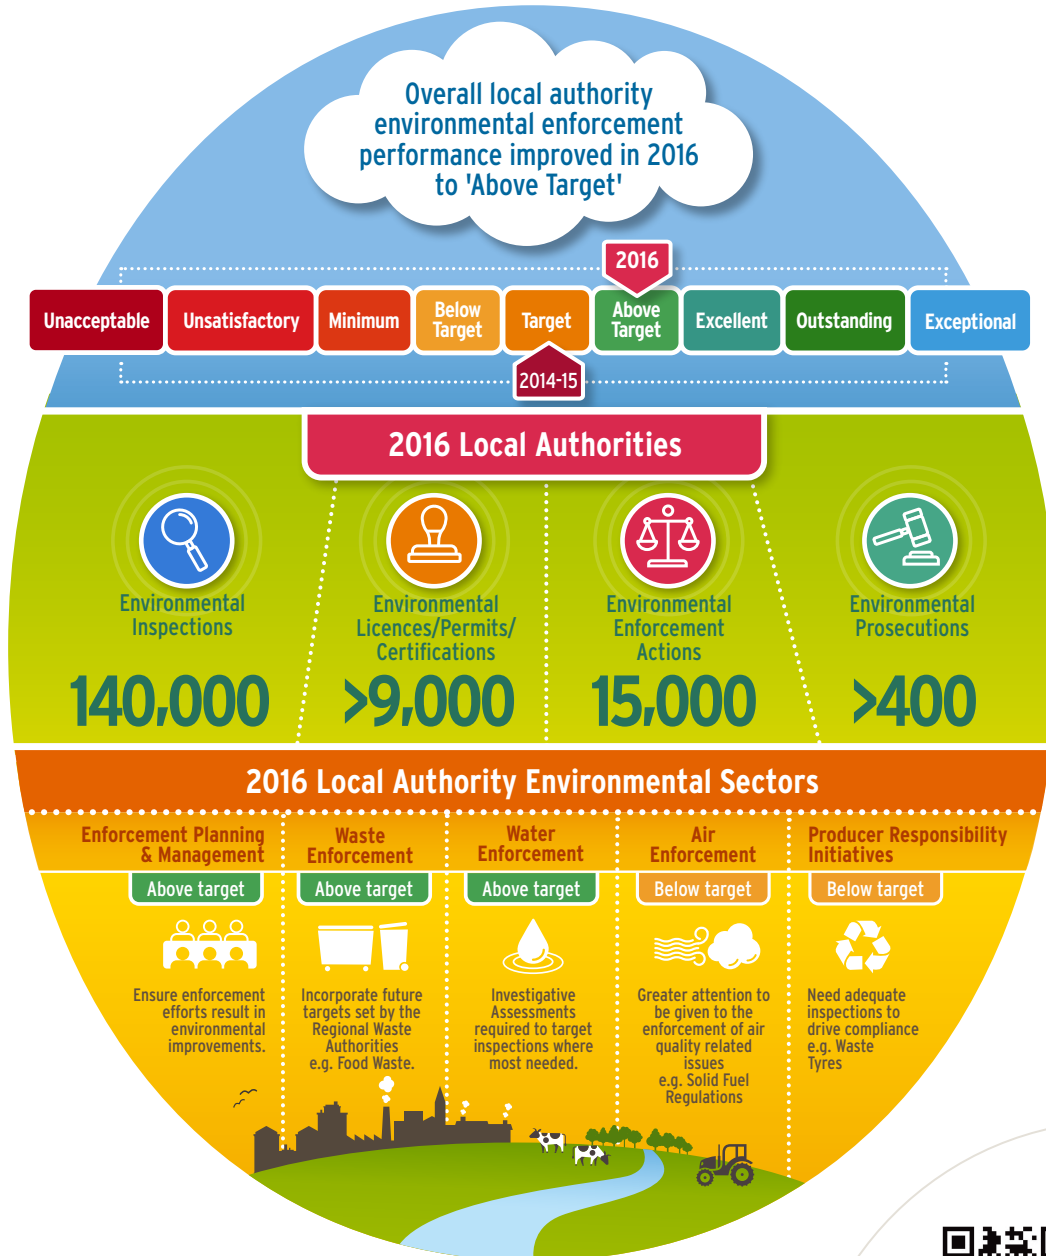 Overall local authority
environmental enforcement
performance improved in 2016
to 'Above Target'
2016
Unacceptable
Unsatisfactory
Minimum
Below
Target
Target
Above
Target
Excellent
Outstanding
Exceptional
2014-15
2016 Local Authorities
Environmental
Inspections
140,000
Environmental
Licences/Permits/
Certifications
>9,000
Environmental
Enforcement
Actions
15,000
Environmental
Prosecutions
>400
2016 Local Authority Environmental Sectors
Enforcement Planning
& Management
Above target
Ensure enforcement
efforts result in
environmental
improvements.
Waste
Enforcement
Above target
Incorporate future
targets set by the
Regional Waste
Authorities
e.g. Food Waste.
Water
Enforcement
Above target
Investigative
Assessments
required to target
inspections where
most needed.
Air
Enforcement
Below target
Greater attention to
be given to the
enforcement of air
quality related
issues
e.g. Solid Fuel
Regulations
Producer Responsibility
Initiatives
Below target
Need adequate
inspections to
drive compliance
e.g. Waste
Tyres